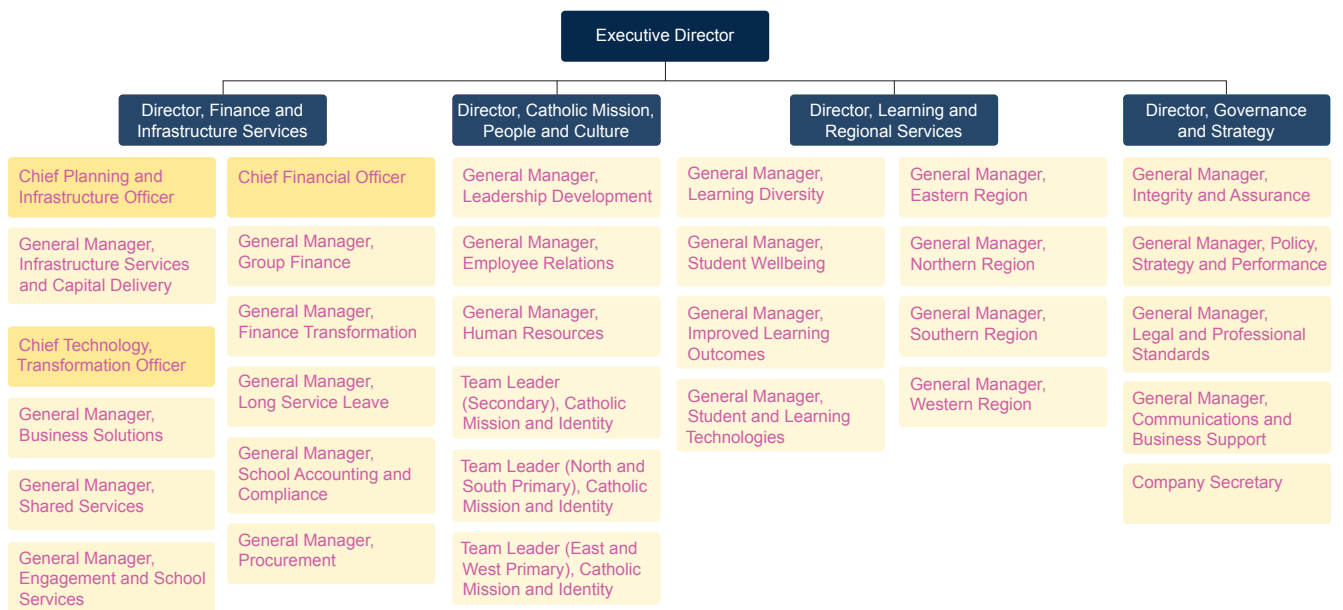 Executive Director
Director, Finance and
Infrastructure Services
Chief Planning and
Infrastructure Officer
General Manager,
Infrastructure Services
and Capital Delivery
Chief Technology,
Transformation Officer
General Manager,
Business Solutions
General Manager,
Shared Services
General Manager,
Engagement and School
Services
Chief Financial Officer
General Manager,
Group Finance
General Manager,
Finance Transformation
General Manager,
Long Service Leave
General Manager,
School Accounting and
Compliance
General Manager,
Procurement
Director, Catholic Mission,
People and Culture
General Manager,
Leadership Development
General Manager,
Employee Relations
General Manager,
Human Resources
Team Leader
(Secondary), Catholic
Mission and Identity
Team Leader (North and
South Primary), Catholic
Mission and Identity
Team Leader (East and
West Primary), Catholic
Mission and Identity
Director, Learning and
Regional Services
General Manager,
Learning Diversity
General Manager,
Student Wellbeing
General Manager,
Improved Learning
Outcomes
General Manager,
Student and Learning
Technologies
General Manager,
Eastern Region
General Manager,
Northern Region
General Manager,
Southern Region
General Manager,
Western Region
Director, Governance
and Strategy
General Manager,
Integrity and Assurance
General Manager, Policy,
Strategy and Performance
General Manager,
Legal and Professional
Standards
General Manager,
Communications and
Business Support
Company Secretary